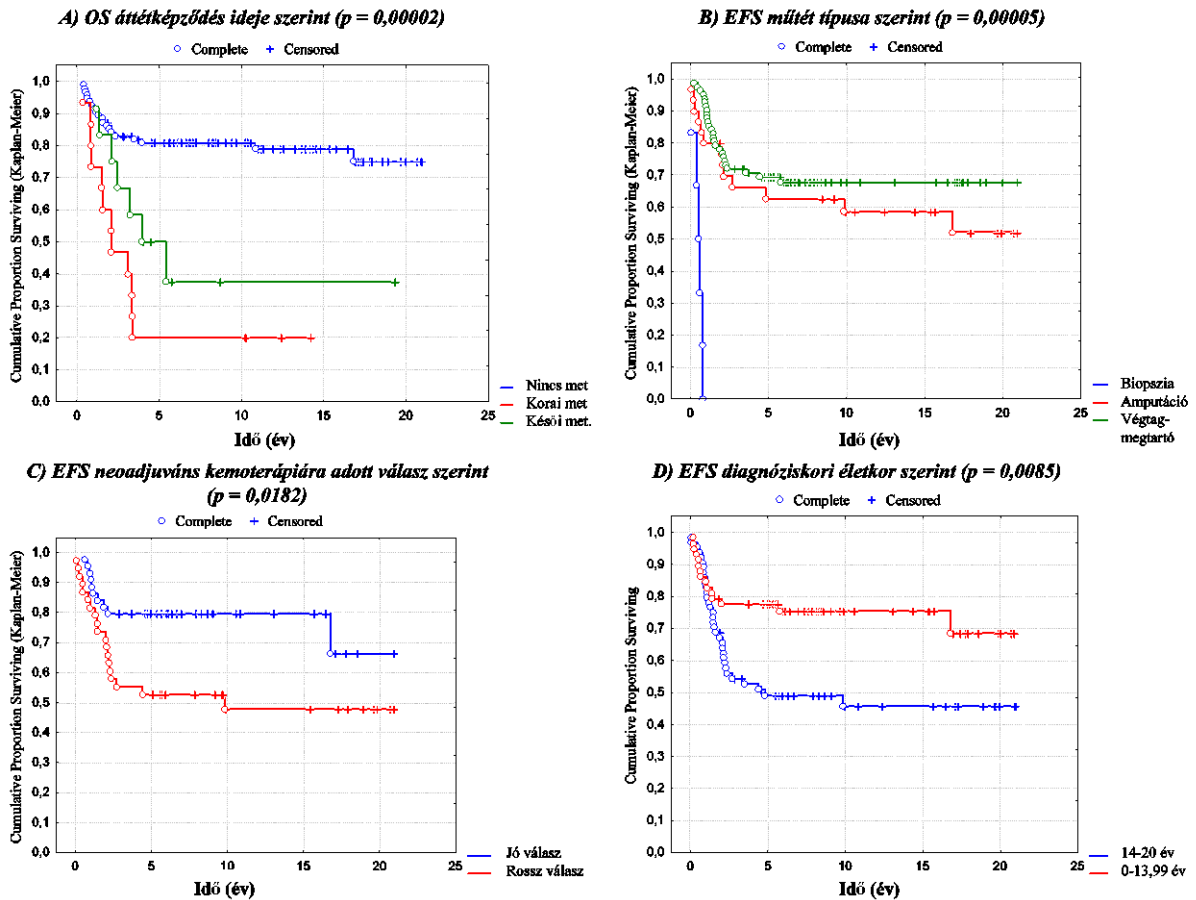 A) OS áttétképződés ideje szerint (p = 0,00002)
Complete Censored
Cumulative Proportion Surviving (Kaplan-Meier)
1,0
0,9
0,8
0,7
0,6
0,5
0,4
0,3
0,2
0,1
0,0
0 5 10 15 20 25
Idő (év)
Nincs met
Korai met
Késöi met.
B) EFS műtét típusa szerint (p = 0,00005)
Complete Censored
Cumulative Proportion Surviving (Kaplan-Meier)
1,0
0,9
0,8
0,7
0,6
0,5
0,4
0,3
0,2
0,1
0,0
0 5 10 15 20 25
Idő (év)
Biopszia
Amputáció
Végtag-
megtartó
C) EFS neoadjuváns kemoterápiára adott válasz szerint
(p = 0,0182)
Complete Censored
Cumulative Proportion Surviving (Kaplan-Meier)
1,0
0,9
0,8
0,7
0,6
0,5
0,4
0,3
0,2
0,1
0,0
0 5 10 15 20 25
Idő (év)
Jó válasz
Rossz válasz
D) EFS diagnóziskori életkor szerint (p = 0,0085)
Complete Censored
Cumulative Proportion Surviving
1,0
0,9
0,8
0,7
0,6
0,5
0,4
0,3
0,2
0,1
0,0
0 5 10 15 20 25
Idő (év)
14-20 év
0-13,99 év